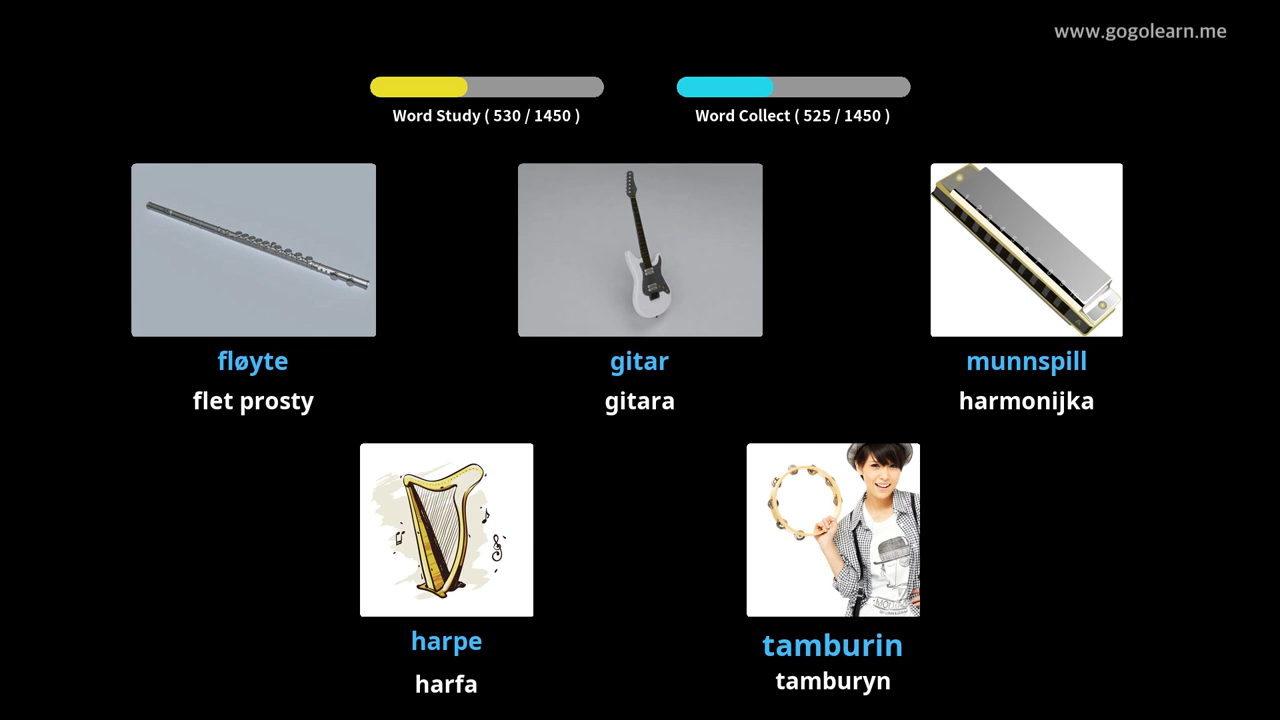 www.gogolearn.me
Word Study ( 530 / 1450 )
Word Collect ( 525 / 1450 )
fløyte
gitar
munnspill
flet prosty
gitara
harmonijka
harpe
tamburin
harfa
tamburyn